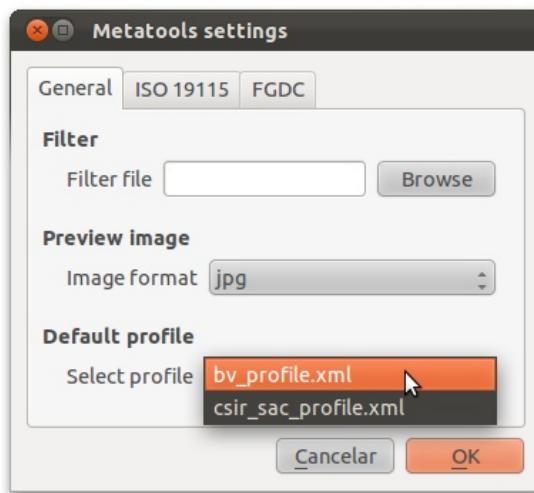 Metatools settings
General ISO 19115 FGDC
Filter
Filter file Browse
Preview image
Image format jpg
Default profile
Select profile bv_profile.xml
csir_sac_profile.xml
Cancelar OK